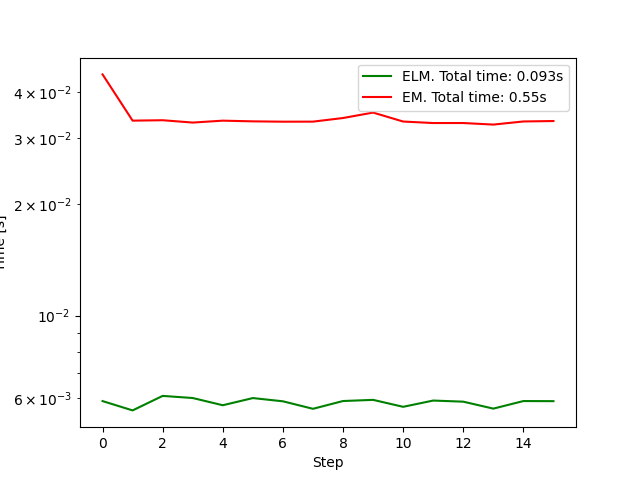 ELM. Total time: 0.093s
EM. Total time: 0.55s
4 × 10⁻²
3 × 10⁻²
2 × 10⁻²
10⁻²
6 × 10⁻³
0 2 4 6 8 10 12 14
Step